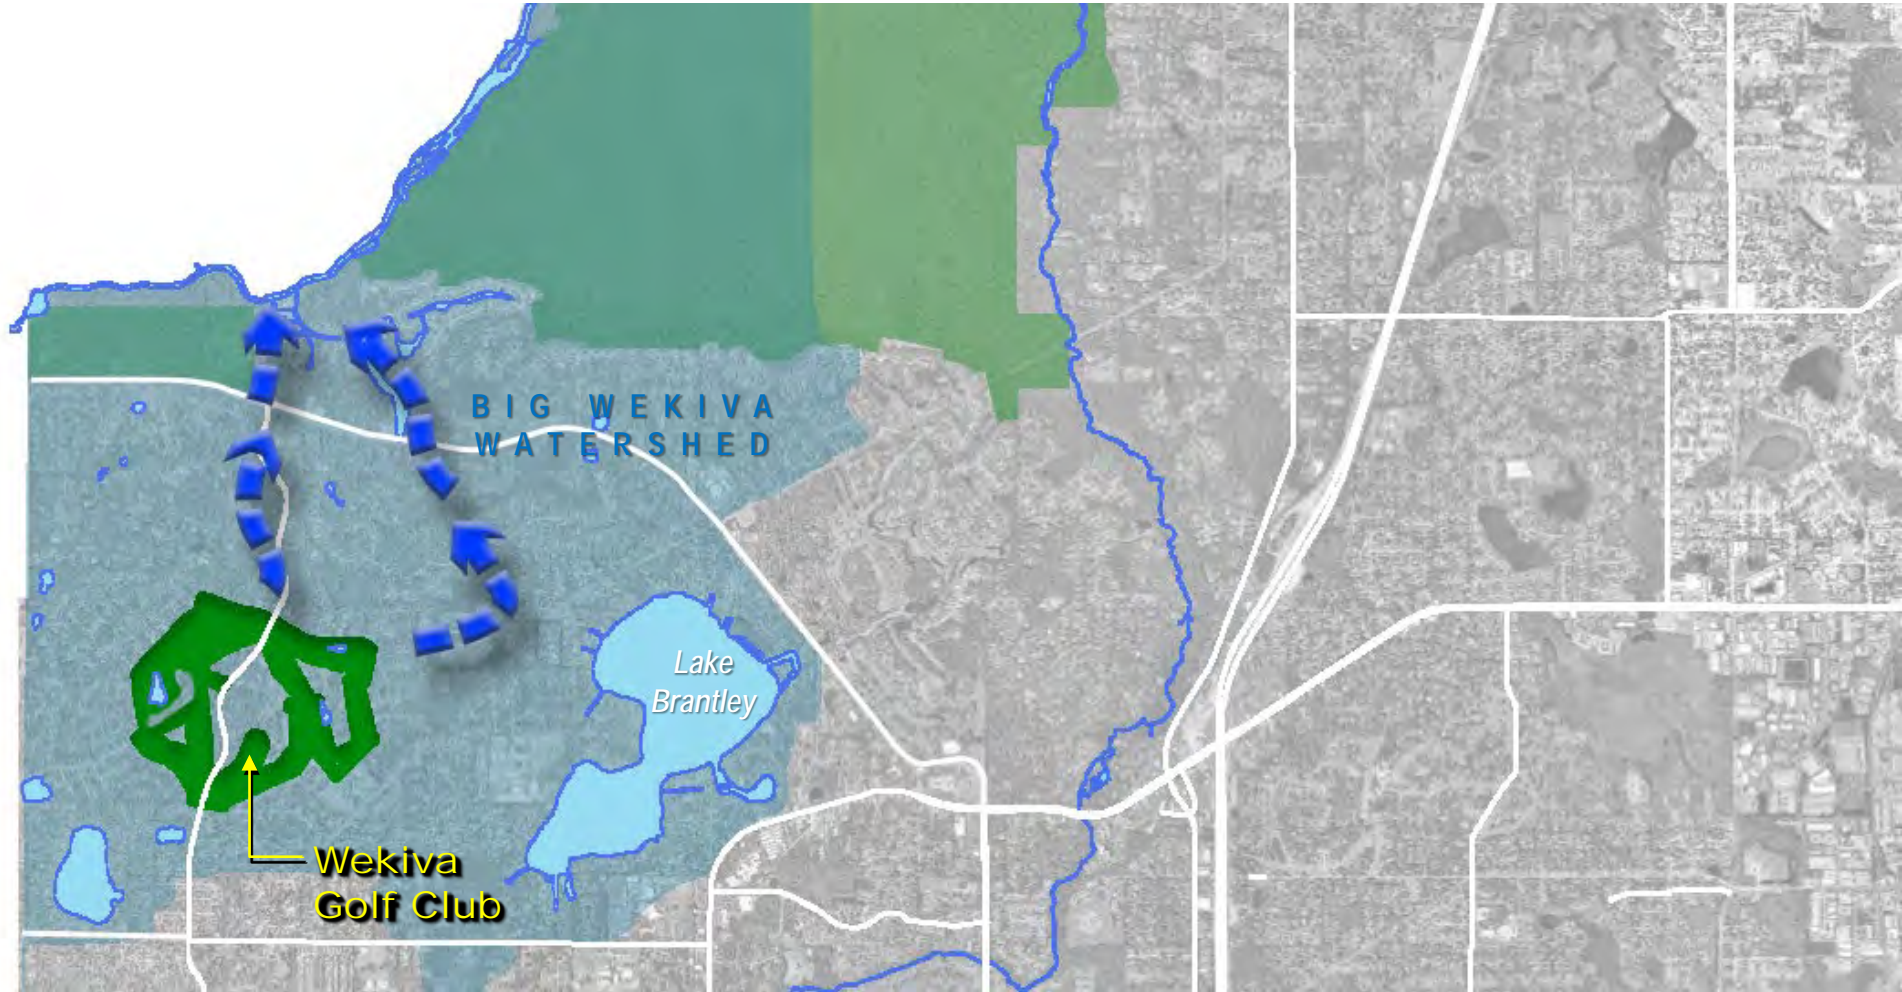 BIG WEKIVA
WATERSHED
Lake
Brantley
Wekiva
Golf Club